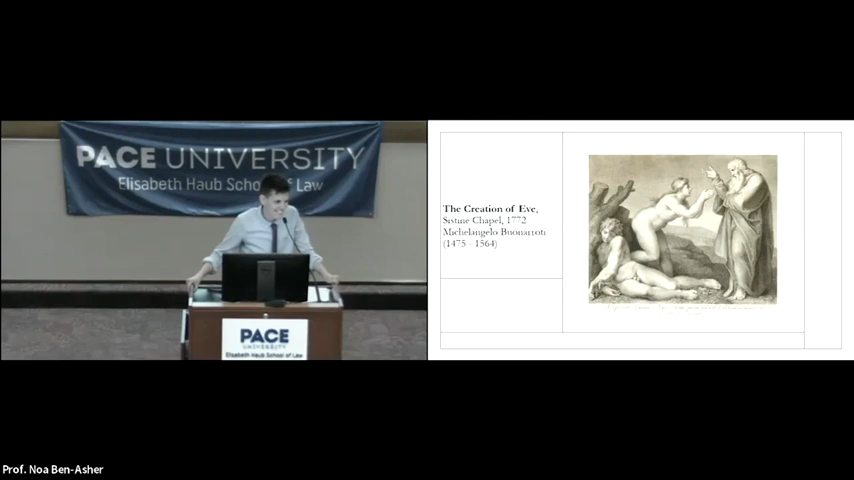 PACE UNIVERSITY
Elisabeth Haub School of Law
PACE
UNIVERSITY
Elisabeth Haub School of Law
The Creation of Eve,
Sistine Chapel, 1772
Michelangelo Buonarroti
(1475 - 1564)
Prof. Noa Ben-Asher